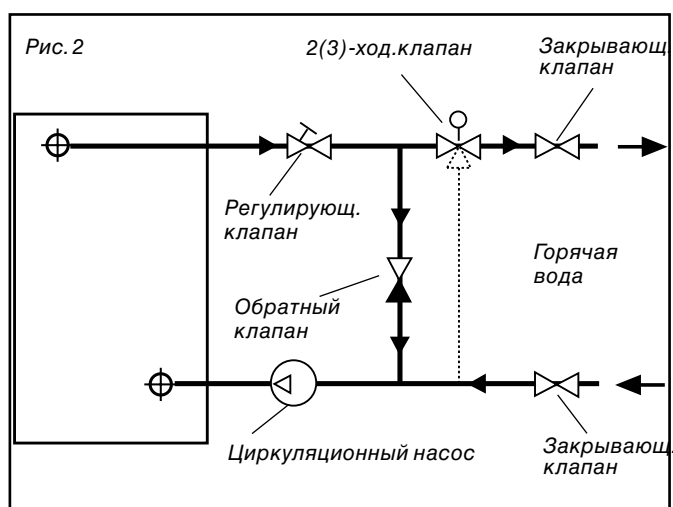 Рис. 2
2(3)-ход.клапан
Закрывающ.
клапан
Регулирующ.
клапан
Горячая
вода
Обратный
клапан
Циркуляционный насос
Закрывающ.
клапан